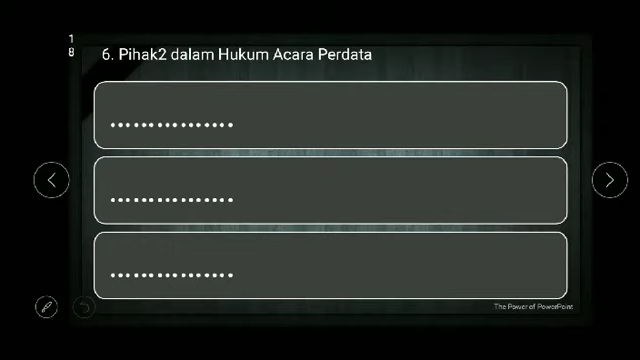 1
8
6. Pihak2 dalam Hukum Acara Perdata
................
................
................
The Power of PowerPoint